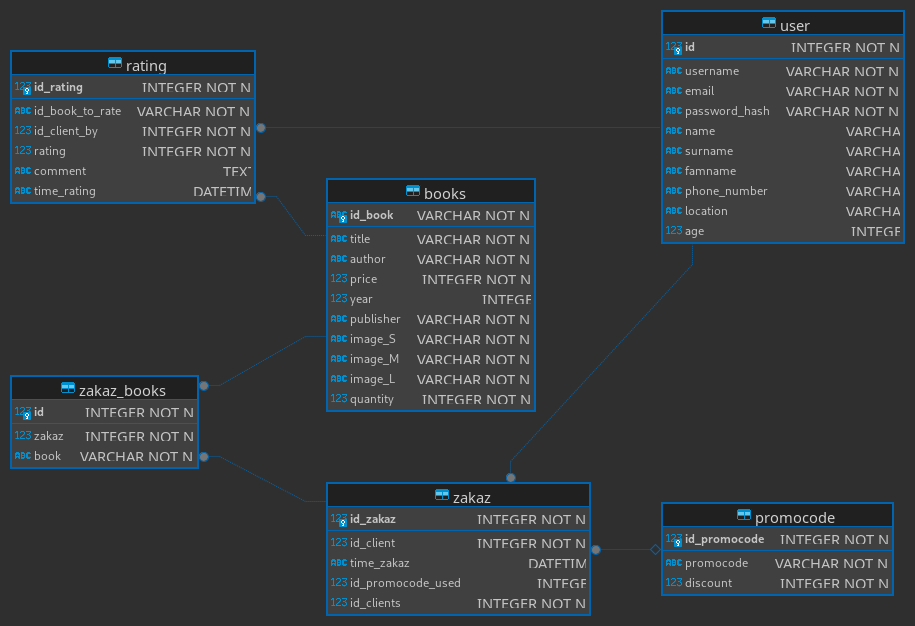 rating
id_rating INTEGER NOT N
id_book_to_rate VARCHAR NOT N
id_client_by INTEGER NOT N
rating INTEGER NOT N
comment TEXT
time_rating DATETIM
user
id INTEGER NOT N
username VARCHAR NOT N
email VARCHAR NOT N
password_hash VARCHAR NOT N
name VARCHA
surname VARCHA
famname VARCHA
phone_number VARCHA
location VARCHA
age INTEGE
books
id_book VARCHAR NOT N
title VARCHAR NOT N
author VARCHAR NOT N
price INTEGER NOT N
year INTEGE
publisher VARCHAR NOT N
image_S VARCHAR NOT N
image_M VARCHAR NOT N
image_L VARCHAR NOT N
quantity INTEGER NOT N
zakaz_books
id INTEGER NOT N
zakaz INTEGER NOT N
book VARCHAR NOT N
zakaz
id_zakaz INTEGER NOT N
id_client INTEGER NOT N
time_zakaz DATETIM
id_promocode_used INTEGE
id_clients INTEGER NOT N
promocode
id_promocode INTEGER NOT N
promocode VARCHAR NOT N
discount INTEGER NOT N